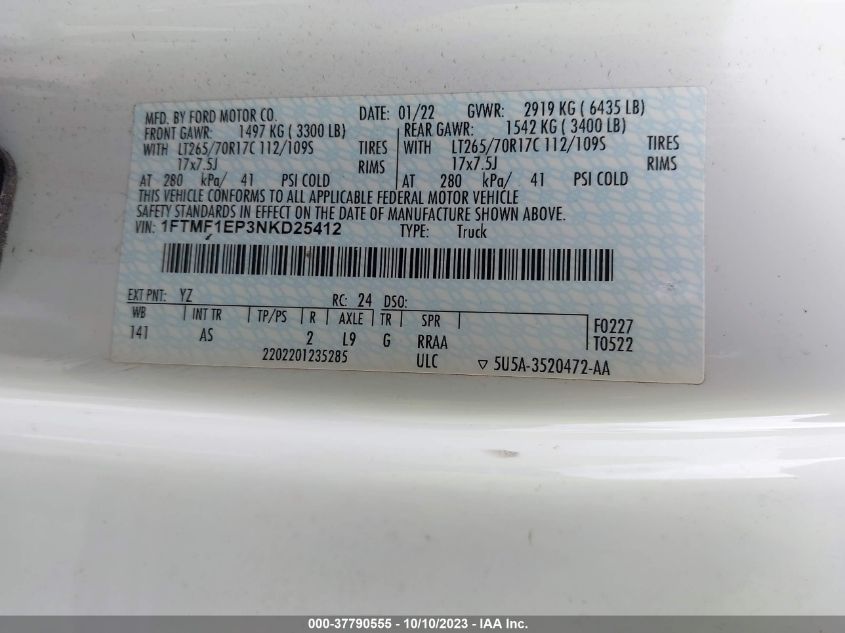 MFD. BY FORD MOTOR CO. DATE: 01/22 GVWR: 2919 KG ( 6435 LB)
FRONT GAWR: 1497 KG ( 3300 LB) REAR GAWR: 1542 KG ( 3400 LB)
WITH LT265/70R17C 112/109S TIRES WITH LT265/70R17C 112/109S TIRES
17x7.5J RIMS 17x7.5J RIMS
AT 280 kPa/ 41 PSI COLD AT 280 kPa/ 41 PSI COLD
THIS VEHICLE CONFORMS TO ALL APPLICABLE FEDERAL MOTOR VEHICLE
SAFETY STANDARDS IN EFFECT ON THE DATE OF MANUFACTURE SHOWN ABOVE.
VIN: 1FTMF1EP3NKD25412 TYPE: Truck
EXT PNT: YZ RC: 24 DSO:
WB INT TR TP/PS R AXLE TR SPR F0227
141 AS 2 L9 G RRAA T0522
2202201235285 ULC ▽ 5U5A-3520472-AA
000-37790555 - 10/10/2023 - IAA Inc.